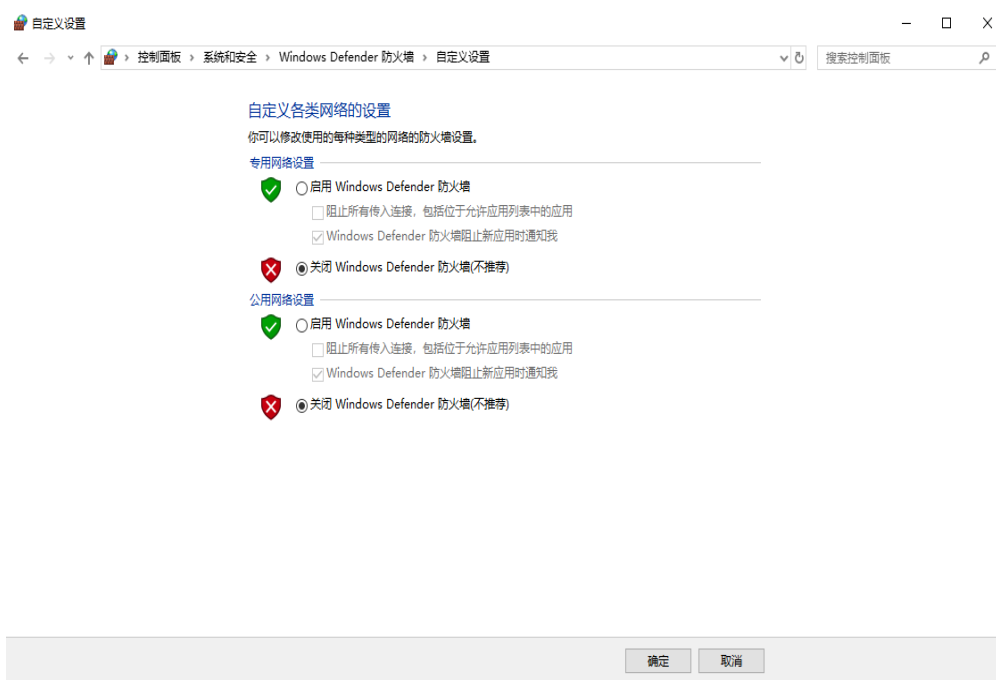 自定义设置
控制面板 › 系统和安全 › Windows Defender 防火墙 › 自定义设置
搜索控制面板
自定义各类网络的设置
你可以修改使用的每种类型的网络的防火墙设置。
专用网络设置
启用 Windows Defender 防火墙
阻止所有传入连接，包括位于允许应用列表中的应用
Windows Defender 防火墙阻止新应用时通知我
关闭 Windows Defender 防火墙(不推荐)
公用网络设置
启用 Windows Defender 防火墙
阻止所有传入连接，包括位于允许应用列表中的应用
Windows Defender 防火墙阻止新应用时通知我
关闭 Windows Defender 防火墙(不推荐)
确定 取消